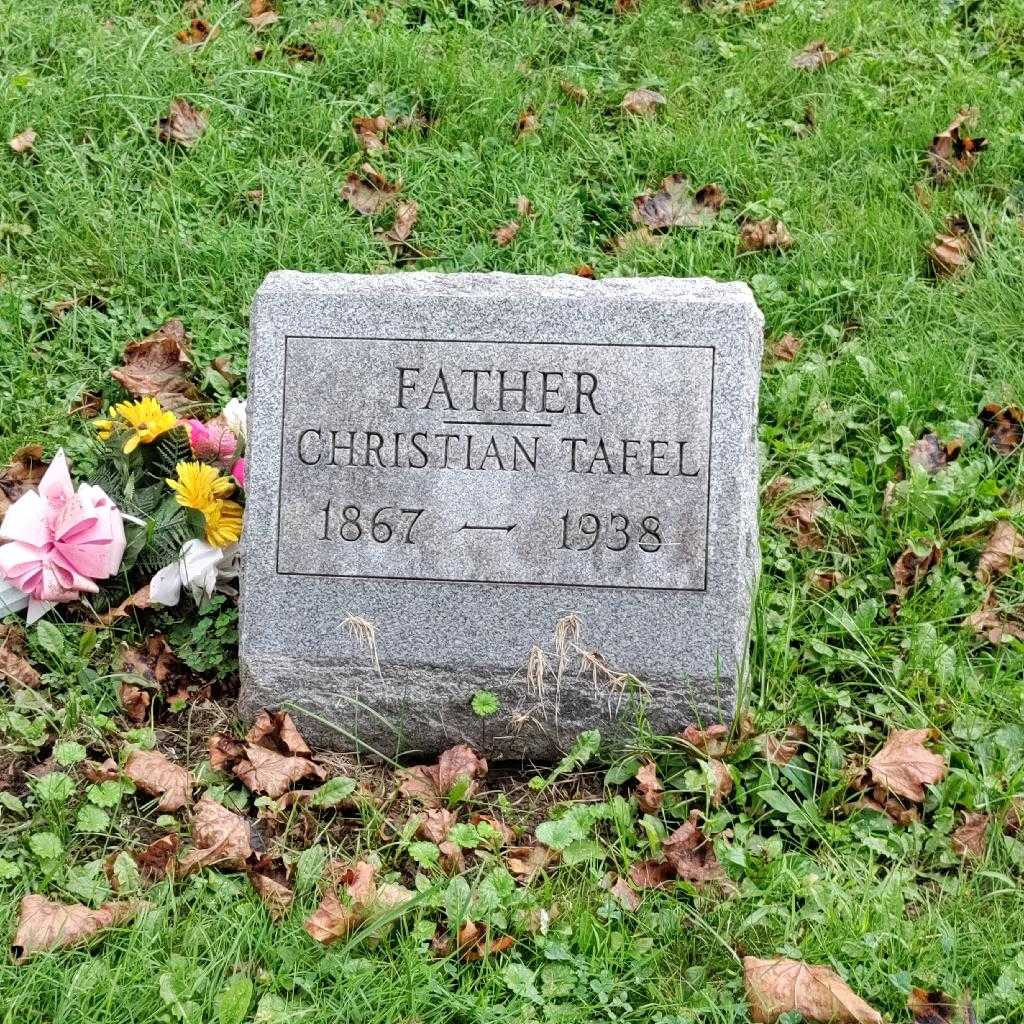 FATHER
CHRISTIAN TAFEL
1867 — 1938